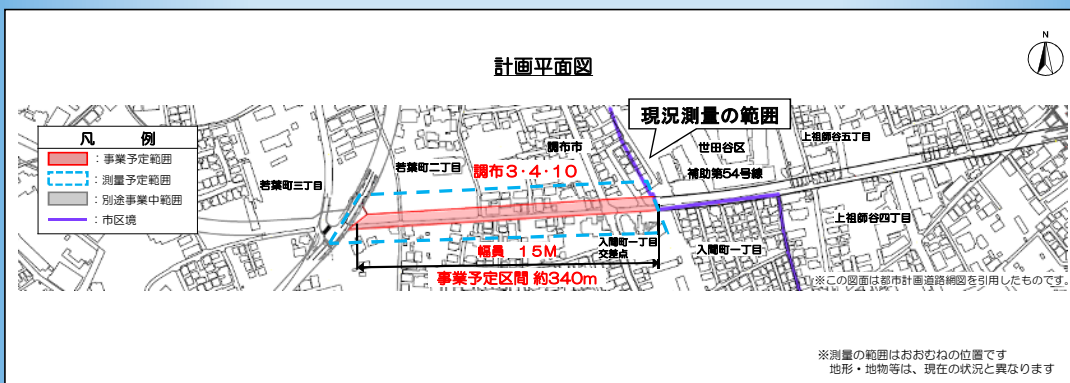 計画平面図
N
現況測量の範囲
凡 例
：事業予定範囲
：測量予定範囲
：別途事業中範囲
：市区境
若葉町三丁目
若葉町二丁目
調布市
調布3・4・10
世田谷区
補助第54号線
上祖師谷五丁目
上祖師谷四丁目
入間町一丁目
交差点
入間町一丁目
幅員 15M
事業予定区間 約340m
※この図面は都市計画道路網図を引用したものです。
※測量の範囲はおおむねの位置です
地形・地物等は、現在の状況と異なります